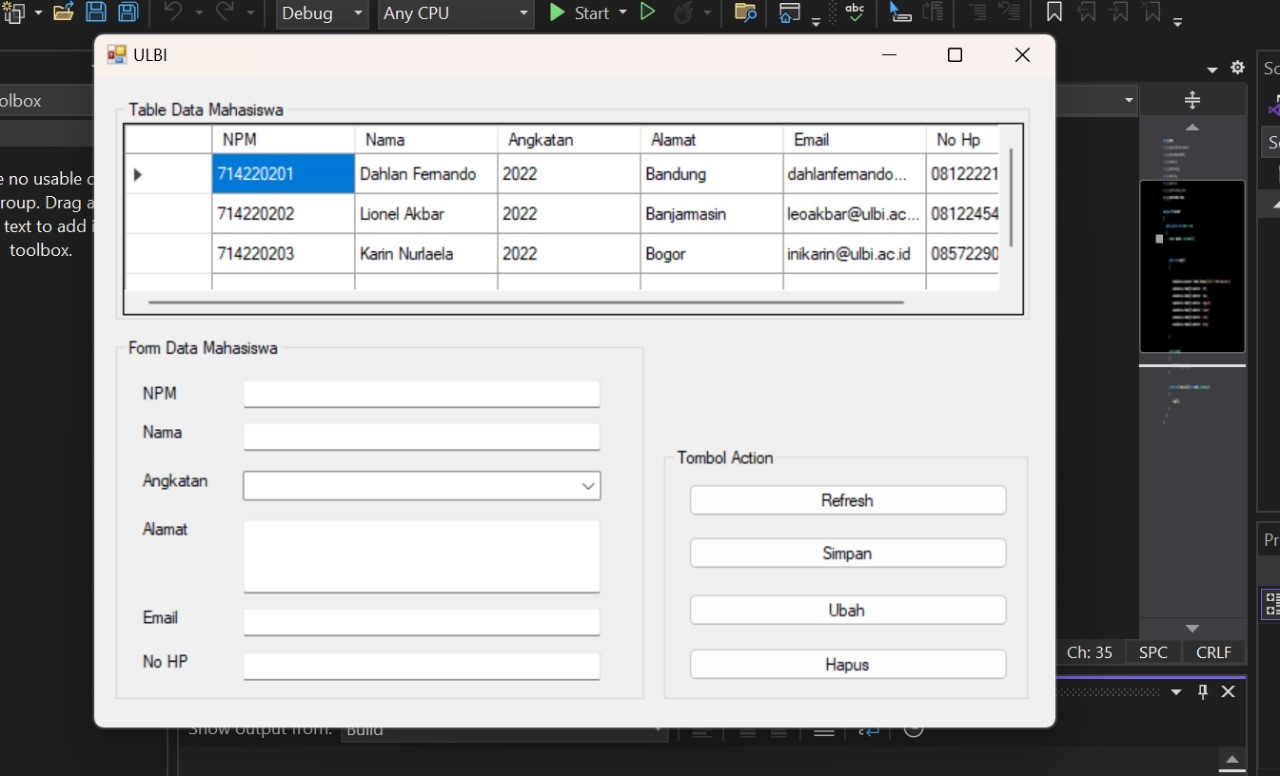 Debug Any CPU Start
ULBI
olbox
e no usable c
roup. Drag a
text to add i
toolbox.
Table Data Mahasiswa
NPM Nama Angkatan Alamat Email No Hp
714220201 Dahlan Fernando 2022 Bandung dahlanfernando... 08122221
714220202 Lionel Akbar 2022 Banjarmasin leoakbar@ulbi.ac... 08122454
714220203 Karin Nurlaela 2022 Bogor inikarin@ulbi.ac.id 08572290
Form Data Mahasiswa
NPM
Nama
Angkatan
Alamat
Email
No HP
Tombol Action
Refresh
Simpan
Ubah
Hapus
Ch: 35 SPC CRLF
Show output from: Build
Pr